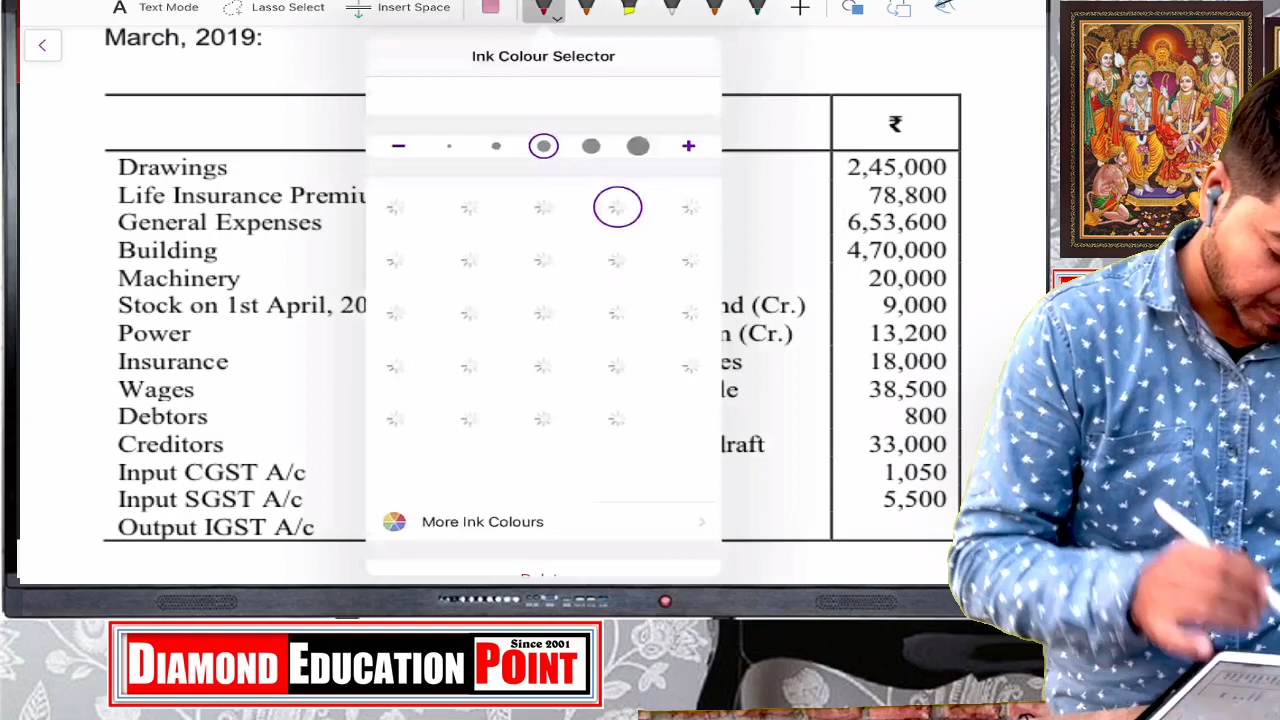 A Text Mode Lasso Select Insert Space
March, 2019:
Ink Colour Selector
₹
Drawings 2,45,000
Life Insurance Premiu 78,800
General Expenses 6,53,600
Building 4,70,000
Machinery 20,000
Stock on 1st April, 20 nd (Cr.) 9,000
Power n (Cr.) 13,200
Insurance es 18,000
Wages le 38,500
Debtors 800
Creditors draft 33,000
Input CGST A/c 1,050
Input SGST A/c 5,500
Output IGST A/c
More Ink Colours
Since 2001
DIAMOND EDUCATION POINT